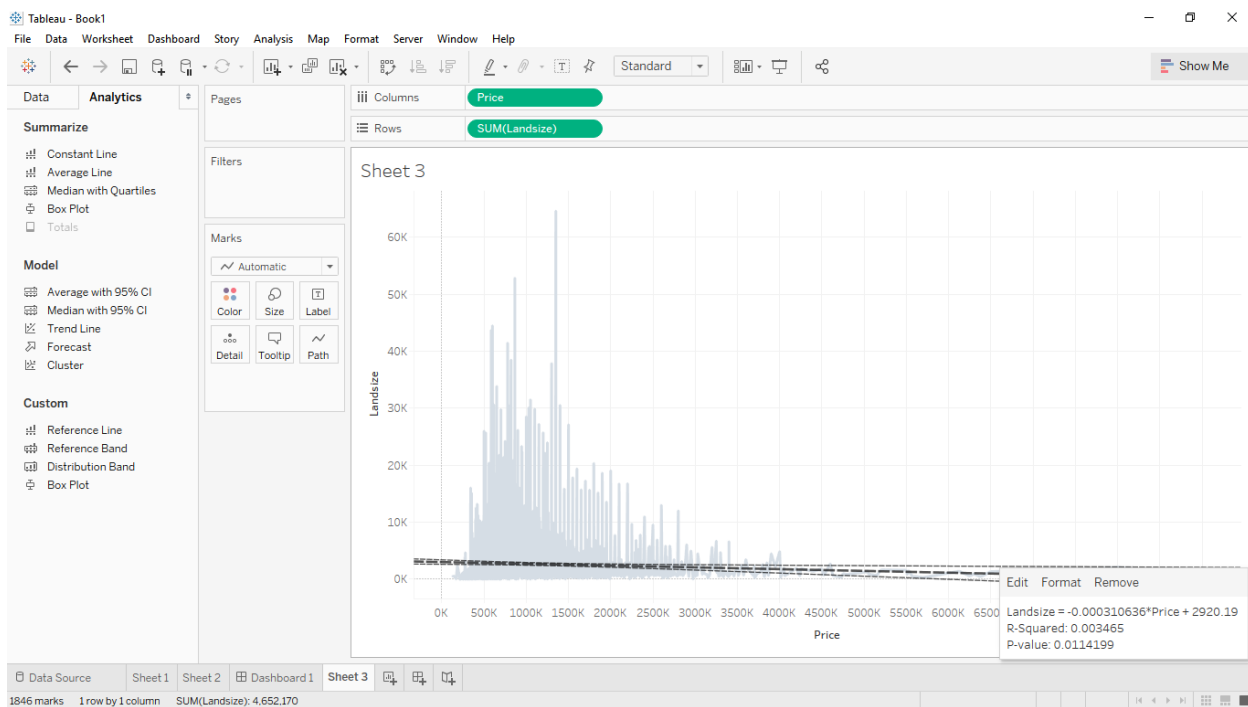 Tableau - Book1
File Data Worksheet Dashboard Story Analysis Map Format Server Window Help
Standard
Show Me
Data Analytics
Summarize
Constant Line
Average Line
Median with Quartiles
Box Plot
Totals
Model
Average with 95% CI
Median with 95% CI
Trend Line
Forecast
Cluster
Custom
Reference Line
Reference Band
Distribution Band
Box Plot
Pages
Filters
Marks
Automatic
Color Size Label
Detail Tooltip Path
Columns Price
Rows SUM(Landsize)
Sheet 3
Landsize
60K
50K
40K
30K
20K
10K
0K
0K 500K 1000K 1500K 2000K 2500K 3000K 3500K 4000K 4500K 5000K 5500K 6000K 6500
Price
Edit Format Remove
Landsize = -0.000310636*Price + 2920.19
R-Squared: 0.003465
P-value: 0.0114199
Data Source Sheet 1 Sheet 2 Dashboard 1 Sheet 3
1846 marks 1 row by 1 column SUM(Landsize): 4,652,170